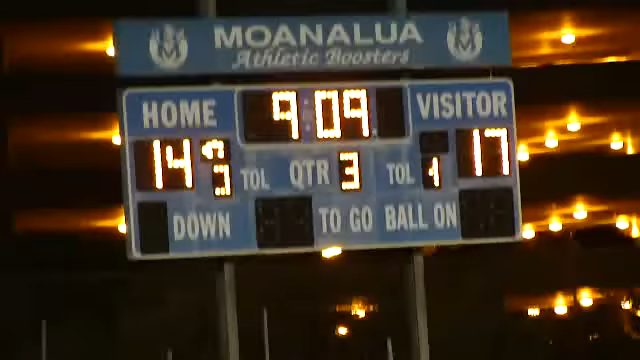 MOANALUA
Athletic Boosters
HOME 9:09 VISITOR
14 3 TOL QTR 3 TOL 1 17
DOWN TO GO BALL ON